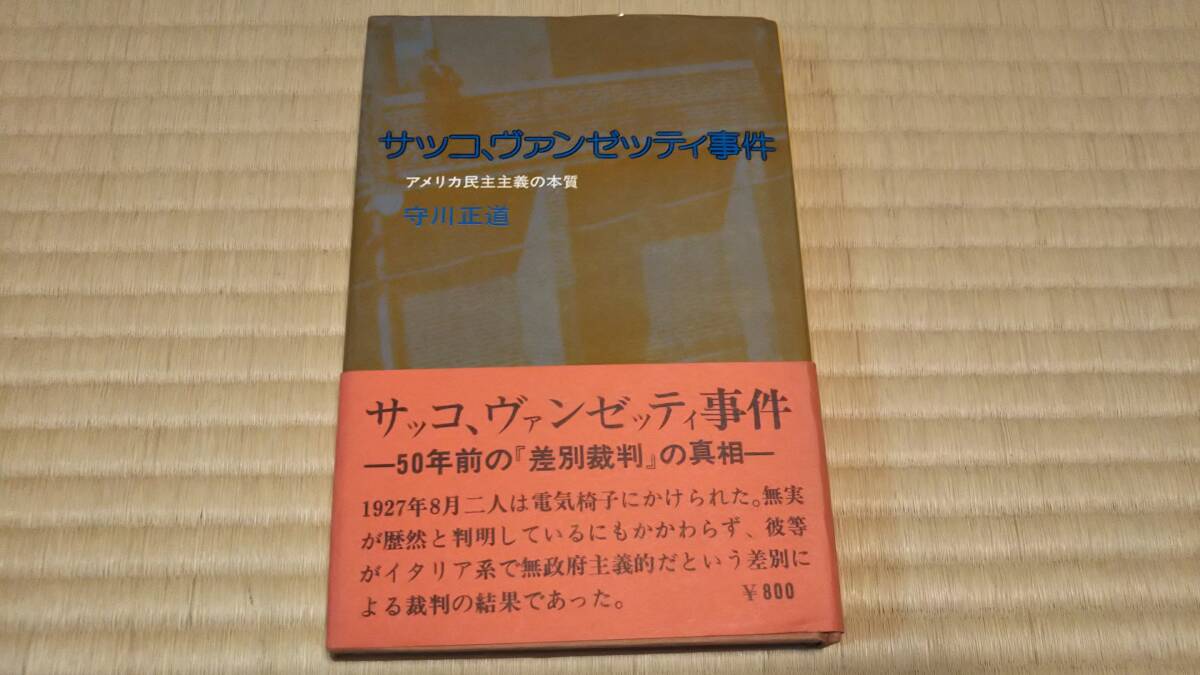 サッコ、ヴァンゼッティ事件
アメリカ民主主義の本質
守川正道
サッコ、ヴァンゼッティ事件
—50年前の『差別裁判』の真相—
1927年8月二人は電気椅子にかけられた。無実
が歴然と判明しているにもかかわらず、彼等
がイタリア系で無政府主義的だという差別に
よる裁判の結果であった。
￥800